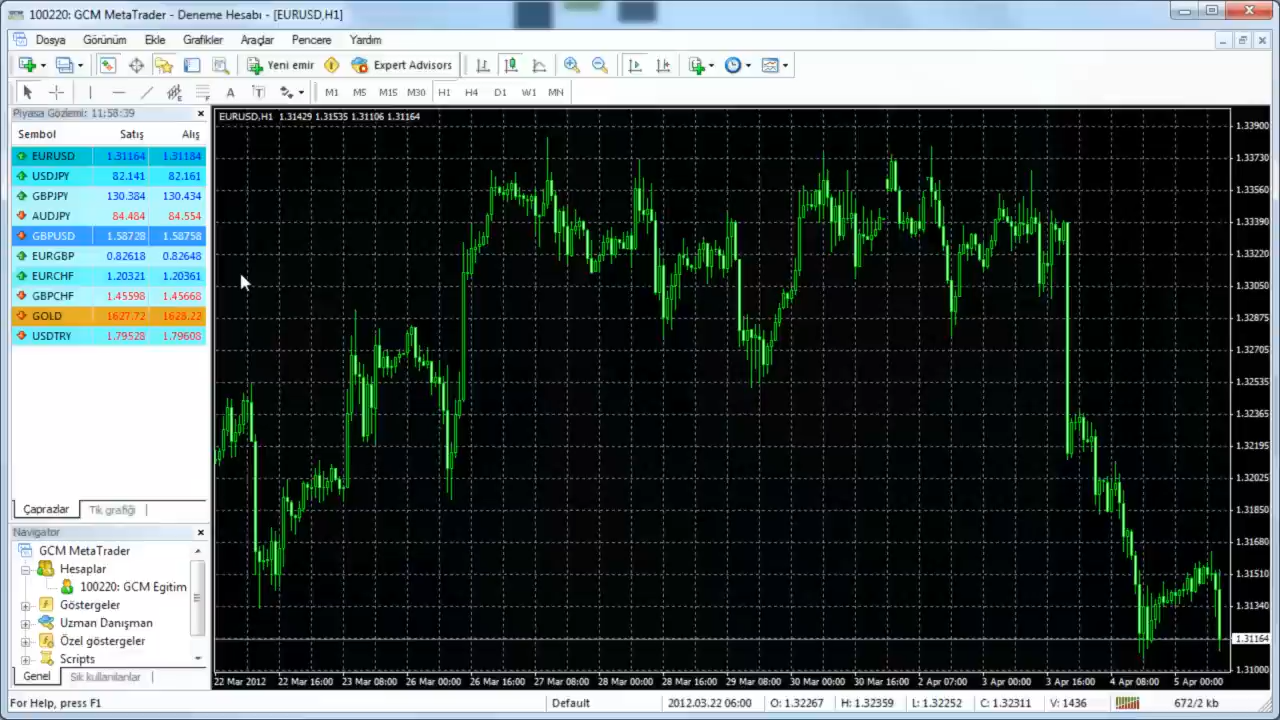 100220: GCM MetaTrader - Deneme Hesabı - [EURUSD,H1]
Dosya Görünüm Ekle Grafikler Araçlar Pencere Yardım
Yeni emir Expert Advisors
A T M1 M5 M15 M30 H1 H4 D1 W1 MN
Piyasa Gözlemi: 11:58:39
Sembol Satış Alış
EURUSD 1.31164 1.31184
USDJPY 82.141 82.161
GBPJPY 130.384 130.434
AUDJPY 84.484 84.554
GBPUSD 1.58728 1.58758
EURGBP 0.82618 0.82648
EURCHF 1.20321 1.20361
GBPCHF 1.45598 1.45668
GOLD 1627.72 1628.22
USDTRY 1.79528 1.79608
Çaprazlar Tik grafiği
Navigator
GCM MetaTrader
Hesaplar
100220: GCM Egitim
Göstergeler
Uzman Danışman
Özel göstergeler
Scripts
Genel Sık kullanılanlar
EURUSD,H1 1.31429 1.31535 1.31106 1.31164
1.33900
1.33730
1.33560
1.33390
1.33220
1.33050
1.32875
1.32705
1.32535
1.32365
1.32195
1.32025
1.31850
1.31680
1.31510
1.31340
1.31164
1.31000
22 Mar 2012 22 Mar 16:00 23 Mar 08:00 26 Mar 00:00 26 Mar 16:00 27 Mar 08:00 28 Mar 00:00 28 Mar 16:00 29 Mar 08:00 30 Mar 00:00 30 Mar 16:00 2 Apr 07:00 3 Apr 00:00 3 Apr 16:00 4 Apr 08:00 5 Apr 00:00
For Help, press F1 Default 2012.03.22 06:00 O: 1.32267 H: 1.32359 L: 1.32252 C: 1.32311 V: 1436 672/2 kb